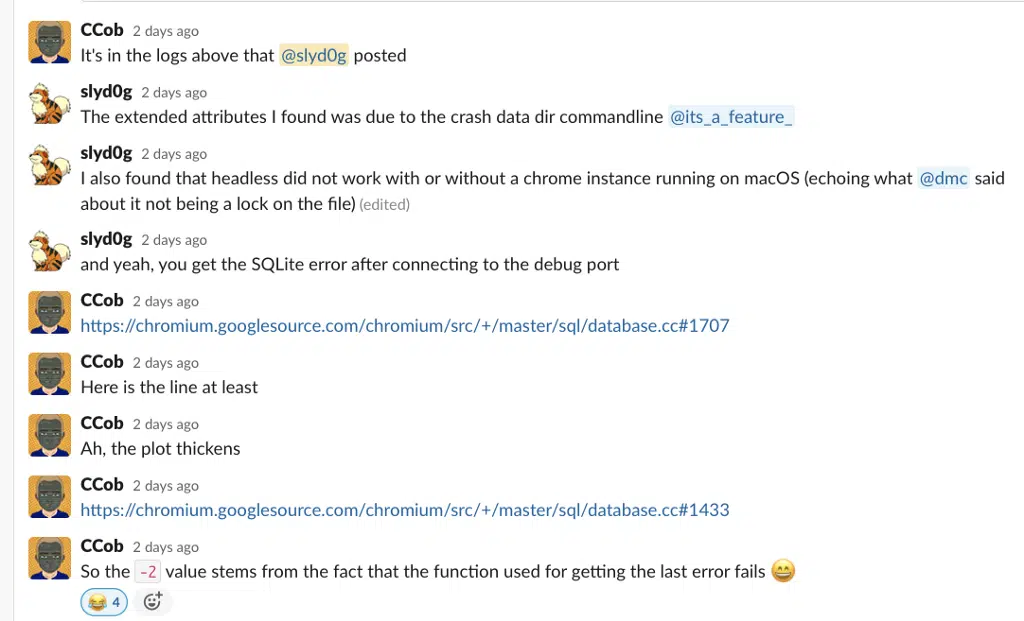 CCob 2 days ago
It's in the logs above that @slyd0g posted
slyd0g 2 days ago
The extended attributes I found was due to the crash data dir commandline @its_a_feature_
slyd0g 2 days ago
I also found that headless did not work with or without a chrome instance running on macOS (echoing what @dmc said
about it not being a lock on the file) (edited)
slyd0g 2 days ago
and yeah, you get the SQLite error after connecting to the debug port
CCob 2 days ago
https://chromium.googlesource.com/chromium/src/+/master/sql/database.cc#1707
CCob 2 days ago
Here is the line at least
CCob 2 days ago
Ah, the plot thickens
CCob 2 days ago
https://chromium.googlesource.com/chromium/src/+/master/sql/database.cc#1433
CCob 2 days ago
So the -2 value stems from the fact that the function used for getting the last error fails 😄
😂 4